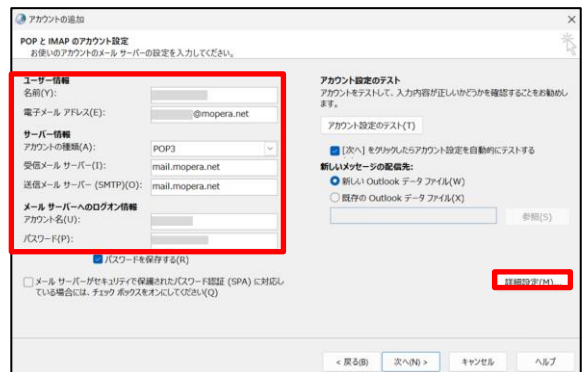 アカウントの追加
POP と IMAP のアカウント設定
お使いのアカウントのメール サーバーの設定を入力してください。
ユーザー情報
名前(Y):
電子メール アドレス(E):
@mopera.net
サーバー情報
アカウントの種類(A):
POP3
受信メール サーバー(I):
mail.mopera.net
送信メール サーバー (SMTP)(O):
mail.mopera.net
メール サーバーへのログオン情報
アカウント名(U):
パスワード(P):
パスワードを保存する(R)
メール サーバーがセキュリティで保護されたパスワード認証 (SPA) に対応し
ている場合には、チェック ボックスをオンにしてください(Q)
アカウント設定のテスト
アカウントをテストして、入力内容が正しいかどうかを確認することをお勧めし
ます。
アカウント設定のテスト(T)
[次へ] をクリックしたらアカウント設定を自動的にテストする
新しいメッセージの配信先:
新しい Outlook データ ファイル(W)
既存の Outlook データ ファイル(X)
参照(S)
詳細設定(M)...
< 戻る(B)
次へ(N) >
キャンセル
ヘルプ